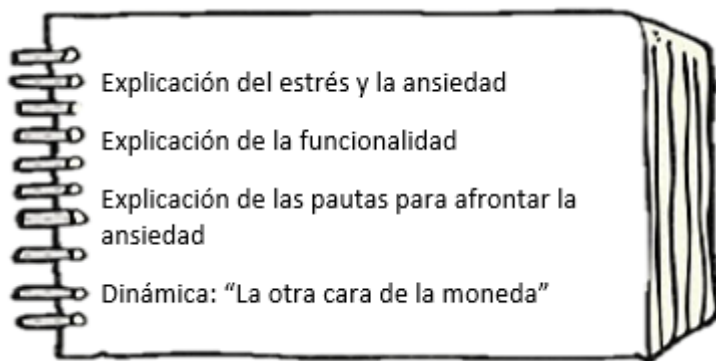 Explicación del estrés y la ansiedad
Explicación de la funcionalidad
Explicación de las pautas para afrontar la
ansiedad
Dinámica: “La otra cara de la moneda”